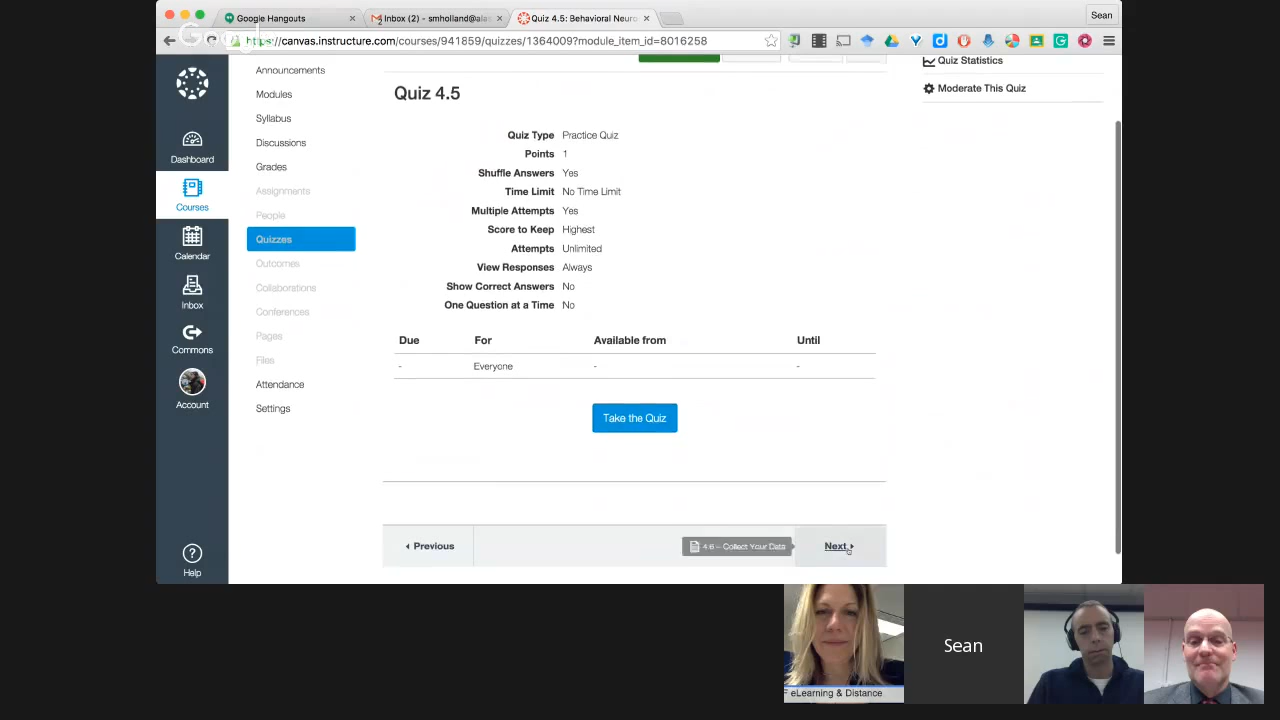 Google Hangouts
Inbox (2) - smholland@alas
Quiz 4.5: Behavioral Neuro
Sean
https://canvas.instructure.com/courses/941859/quizzes/1364009?module_item_id=8016258
Dashboard
Courses
Calendar
Inbox
Commons
Account
Help
Announcements
Modules
Syllabus
Discussions
Grades
Assignments
People
Quizzes
Outcomes
Collaborations
Conferences
Pages
Files
Attendance
Settings
Quiz 4.5
Quiz Type Practice Quiz
Points 1
Shuffle Answers Yes
Time Limit No Time Limit
Multiple Attempts Yes
Score to Keep Highest
Attempts Unlimited
View Responses Always
Show Correct Answers No
One Question at a Time No
Due For Available from Until
- Everyone - -
Take the Quiz
Previous
4.6 – Collect Your Data
Next
Quiz Statistics
Moderate This Quiz
F eLearning & Distance
Sean